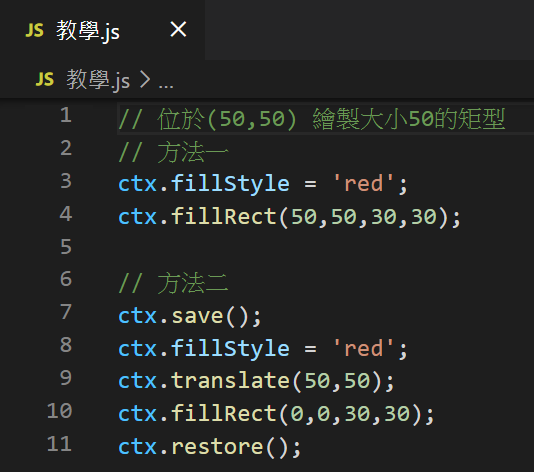 JS 教學.js ×
JS 教學.js > ...
1 // 位於(50,50) 繪製大小50的矩型
2 // 方法一
3 ctx.fillStyle = 'red';
4 ctx.fillRect(50,50,30,30);
5
6 // 方法二
7 ctx.save();
8 ctx.fillStyle = 'red';
9 ctx.translate(50,50);
10 ctx.fillRect(0,0,30,30);
11 ctx.restore();